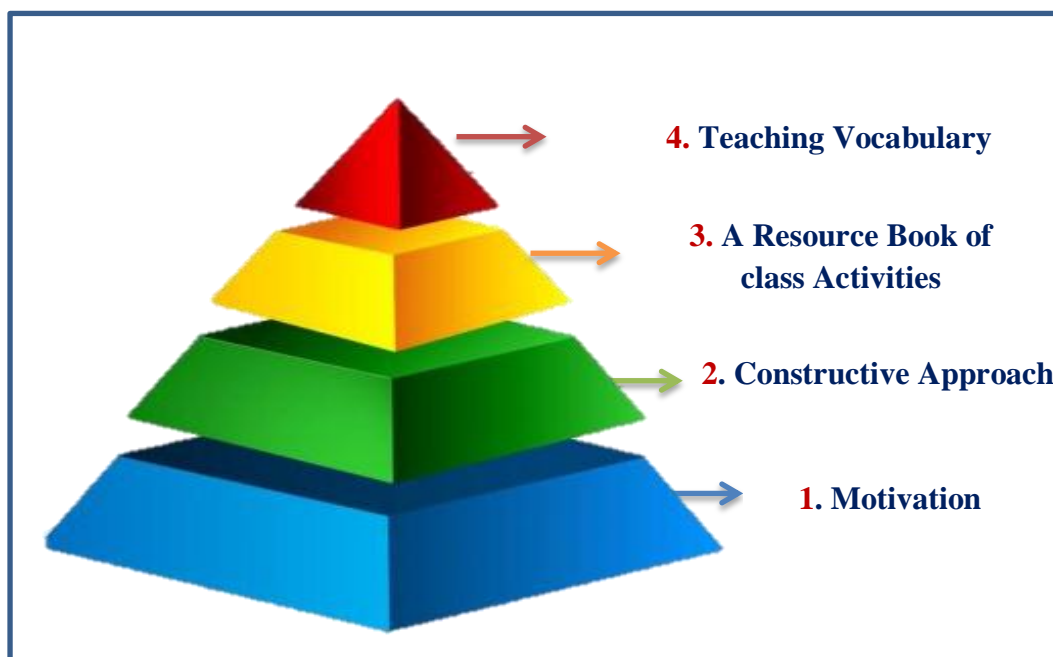 4. Teaching Vocabulary
3. A Resource Book of
class Activities
2. Constructive Approach
1. Motivation